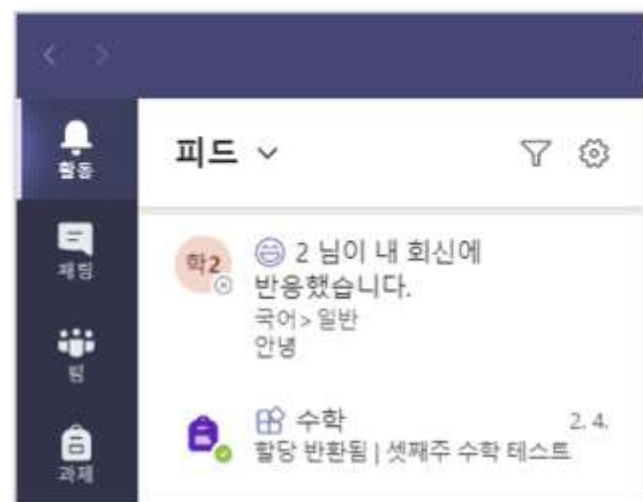 활동
채팅
팀
과제
피드
학2
2 님이 내 회신에
반응했습니다.
국어 > 일반
안녕
수학 2. 4.
할당 반환됨 | 셋째주 수학 테스트